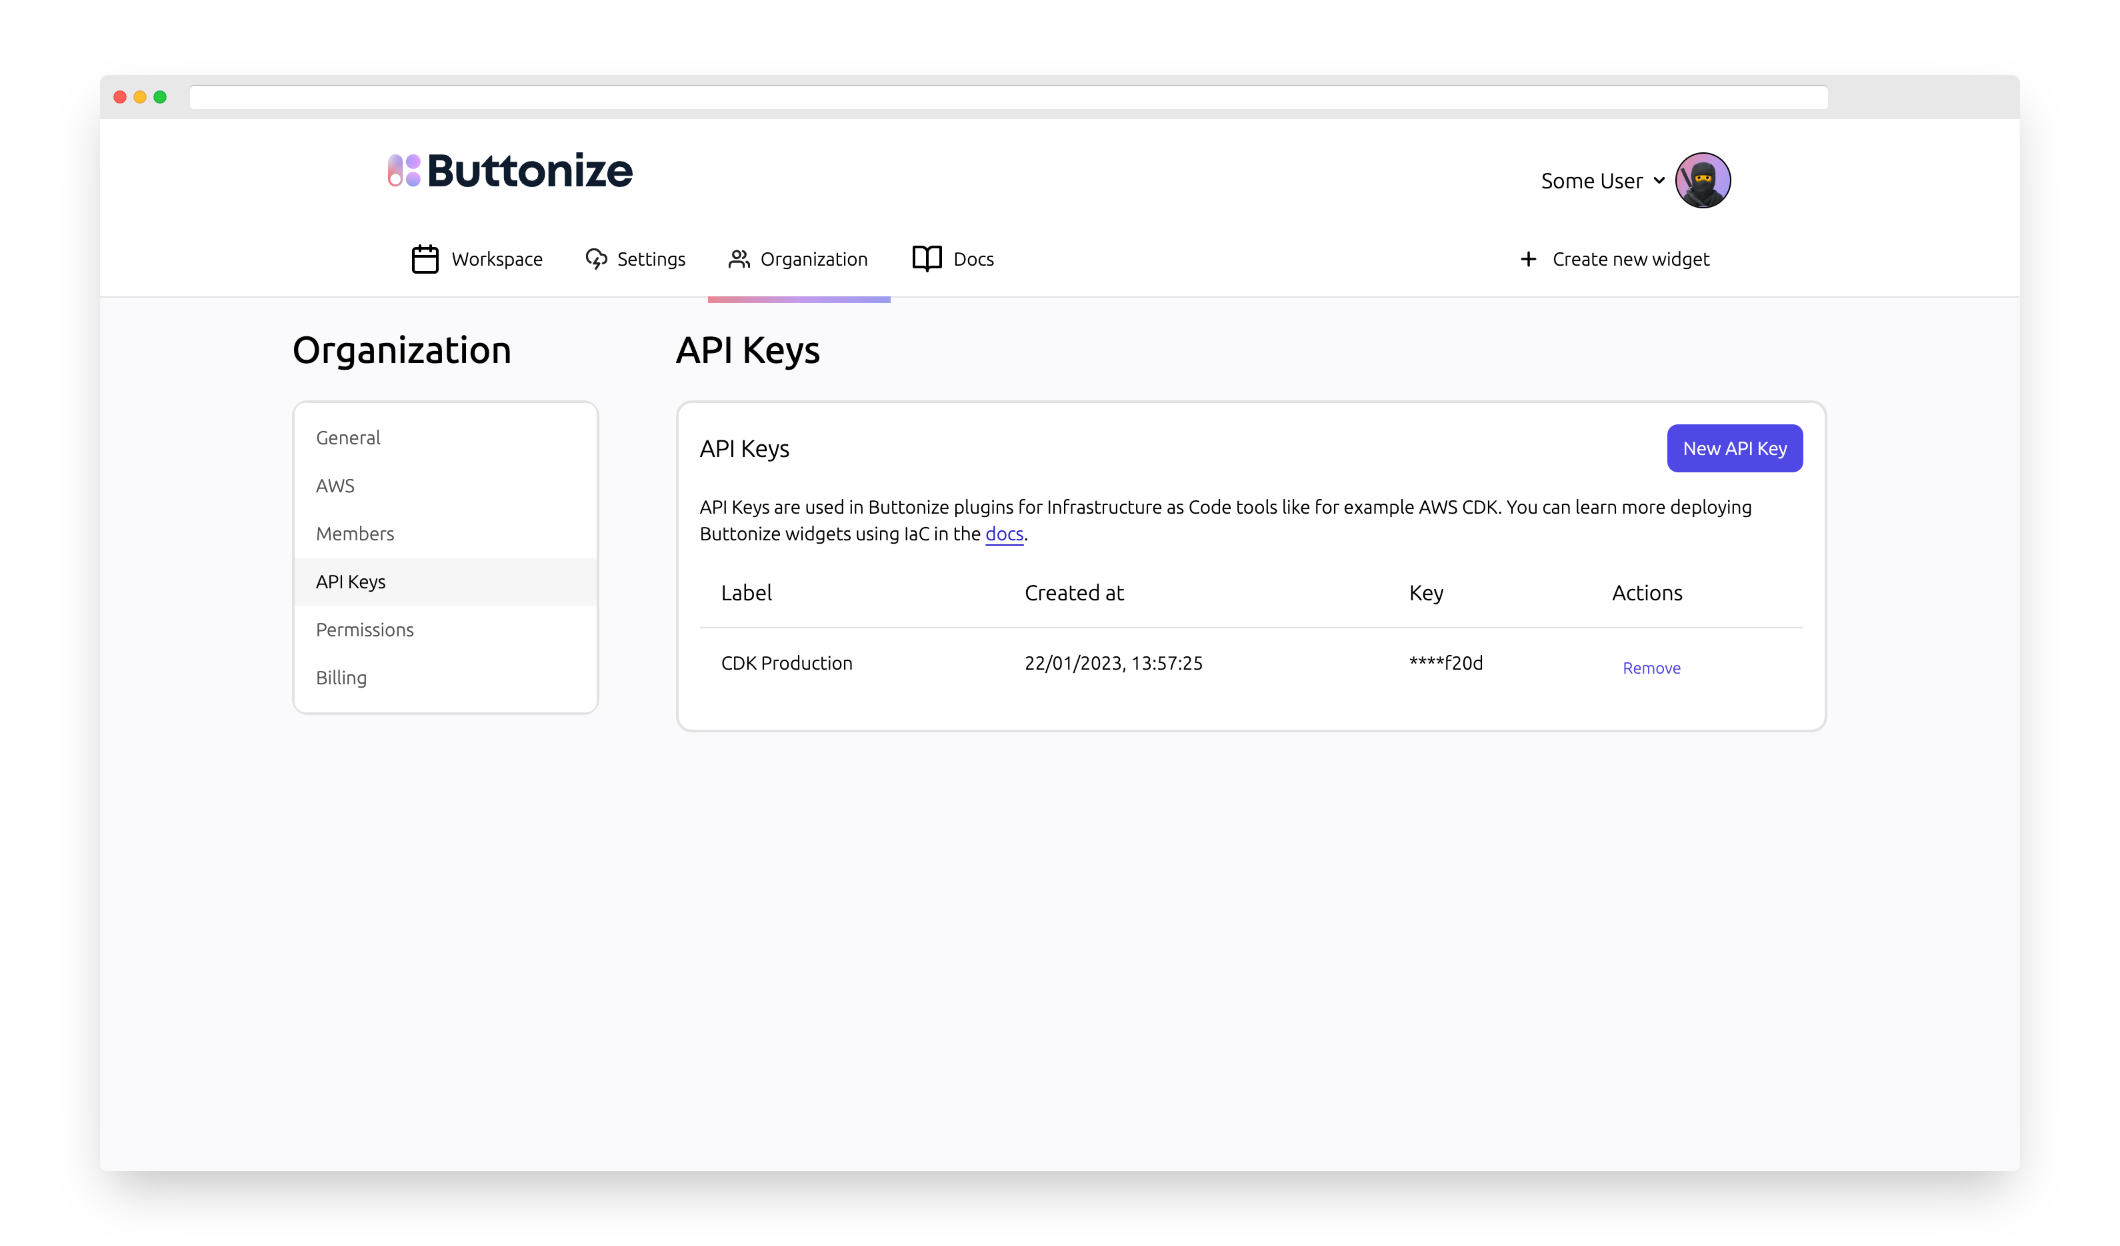 Buttonize
Some User
Workspace
Settings
Organization
Docs
Create new widget
Organization
General
AWS
Members
API Keys
Permissions
Billing
API Keys
API Keys
New API Key
API Keys are used in Buttonize plugins for Infrastructure as Code tools like for example AWS CDK. You can learn more deploying
Buttonize widgets using IaC in the docs.
Label Created at Key Actions
CDK Production 22/01/2023, 13:57:25 ****f20d Remove